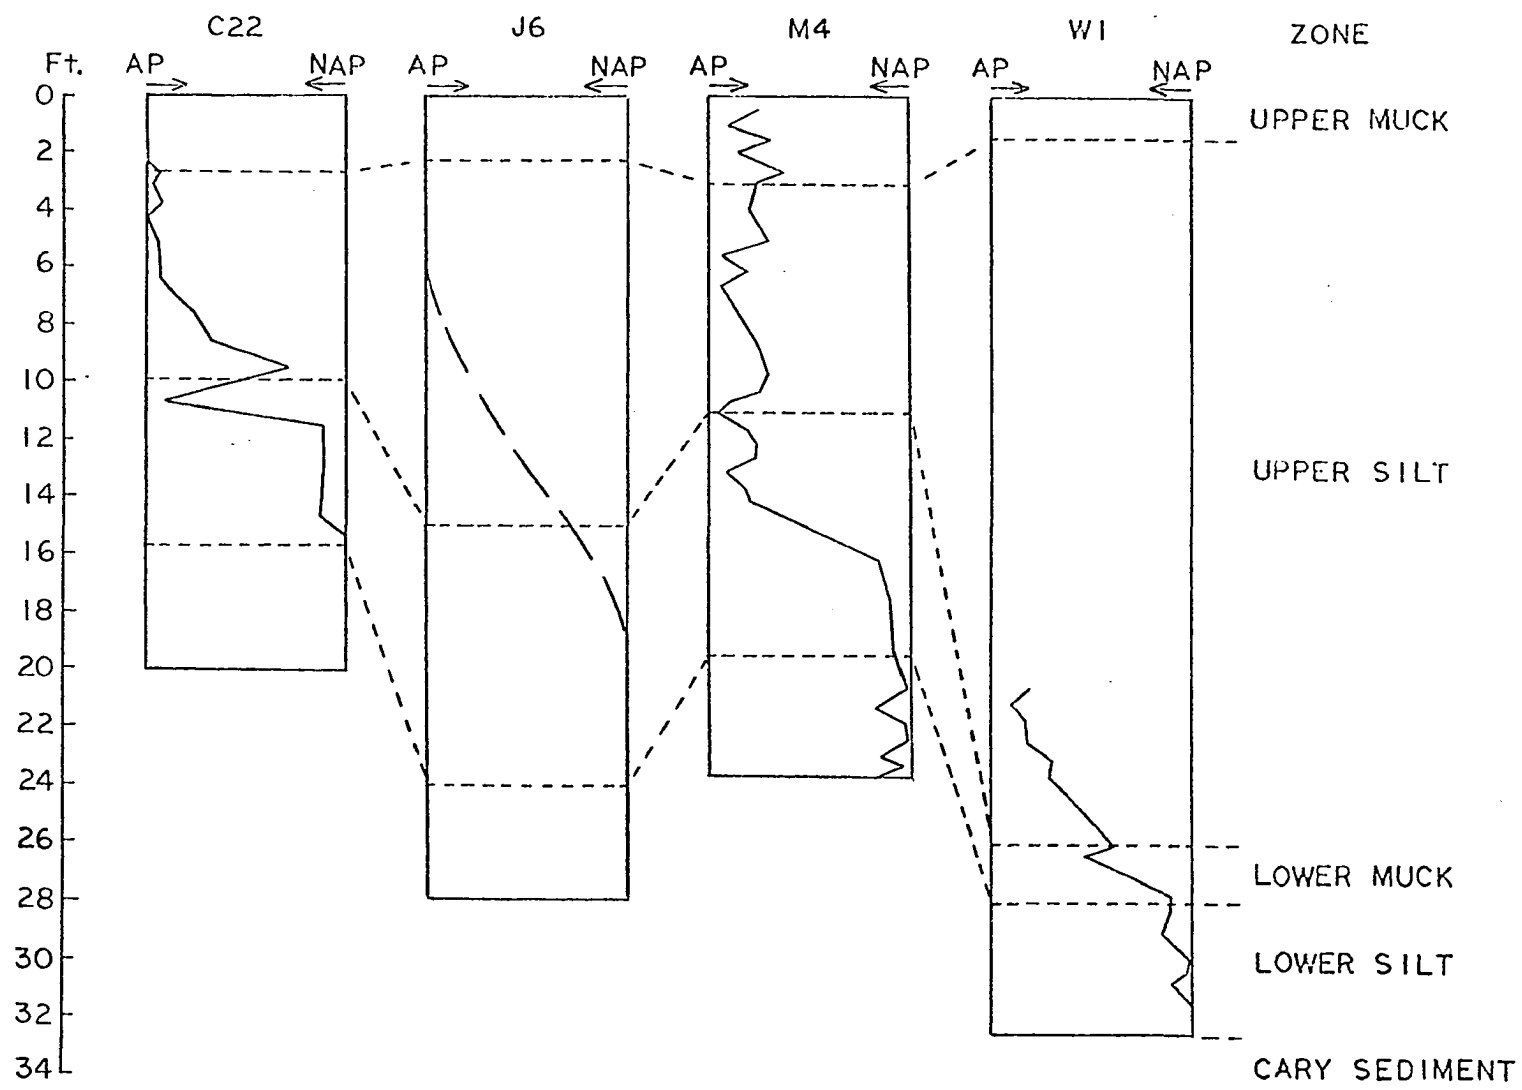 C22 J6 M4 W1 ZONE
Ft. AP NAP AP NAP AP NAP AP NAP
0
UPPER MUCK
2
4
6
8
10
12
UPPER SILT
14
16
18
20
22
24
26
LOWER MUCK
28
30 LOWER SILT
32
34 CARY SEDIMENT